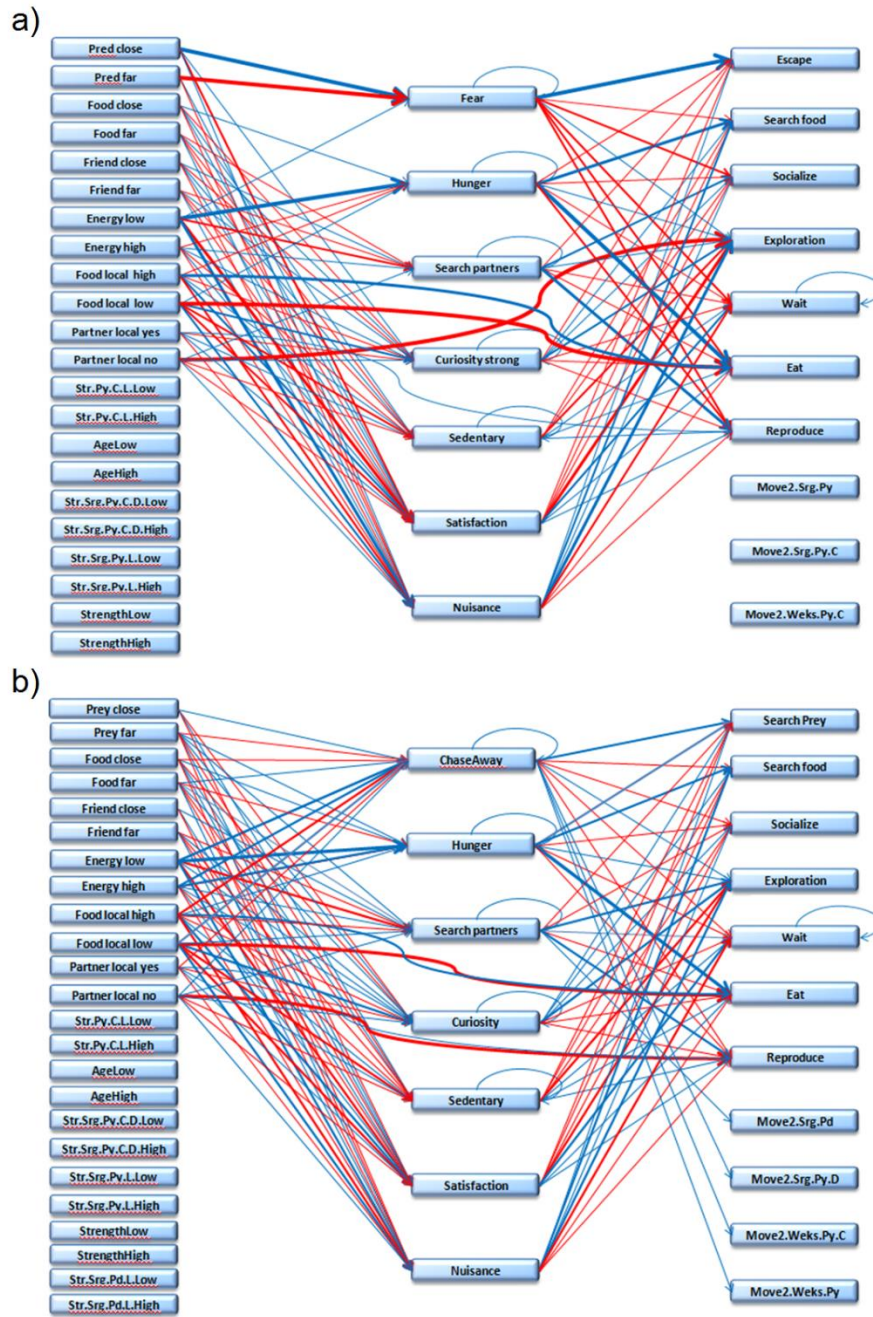 a)
Pred close
Pred far
Food close
Food far
Friend close
Friend far
Energy low
Energy high
Food local high
Food local low
Partner local yes
Partner local no
Str.Py.C.L.Low
Str.Py.C.L.High
AgeLow
AgeHigh
Str.Srg.Py.C.D.Low
Str.Srg.Py.C.D.High
Str.Srg.Py.L.Low
Str.Srg.Py.L.High
StrengthLow
StrengthHigh
Fear
Hunger
Search partners
Curiosity strong
Sedentary
Satisfaction
Nuisance
Escape
Search food
Socialize
Exploration
Wait
Eat
Reproduce
Move2.Srg.Py
Move2.Srg.Py.C
Move2.Weks.Py.C
b)
Prey close
Prey far
Food close
Food far
Friend close
Friend far
Energy low
Energy high
Food local high
Food local low
Partner local yes
Partner local no
Str.Py.C.L.Low
Str.Py.C.L.High
AgeLow
AgeHigh
Str.Srg.Py.C.D.Low
Str.Srg.Py.C.D.High
Str.Srg.Py.L.Low
Str.Srg.Py.L.High
StrengthLow
StrengthHigh
Str.Srg.Pd.L.Low
Str.Srg.Pd.L.High
ChaseAway
Hunger
Search partners
Curiosity
Sedentary
Satisfaction
Nuisance
Search Prey
Search food
Socialize
Exploration
Wait
Eat
Reproduce
Move2.Srg.Pd
Move2.Srg.Py.D
Move2.Weks.Py.C
Move2.Weks.Py